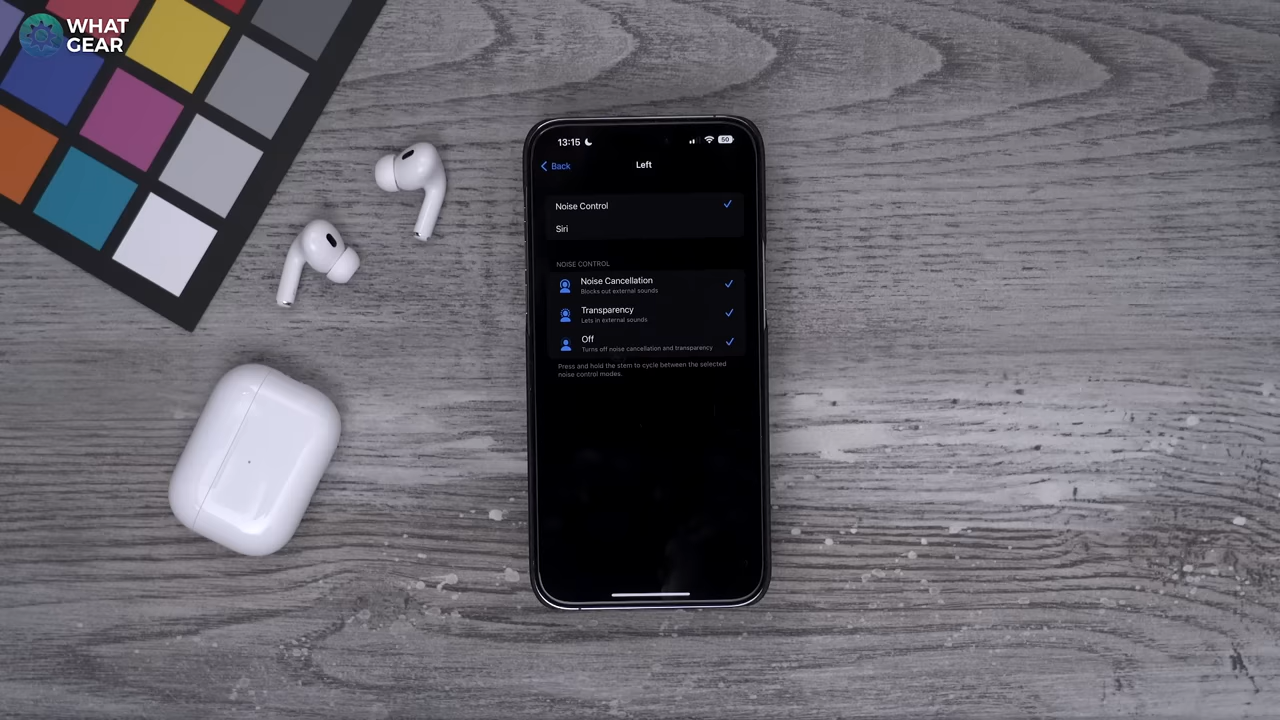 WHAT
GEAR
13:15
50
Back
Left
Noise Control
Siri
NOISE CONTROL
Noise Cancellation
Blocks out external sounds
Transparency
Lets in external sounds
Off
Turns off noise cancellation and transparency
Press and hold the stem to cycle between the selected
noise control modes.